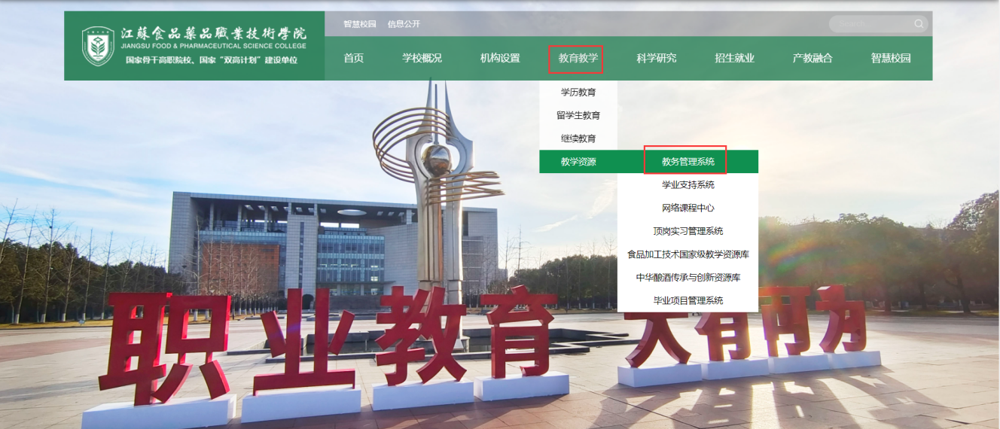 江蘇食品藥品職業技術學院
JIANGSU FOOD & PHARMACEUTICAL SCIENCE COLLEGE
国家骨干高职院校、国家“双高计划”建设单位
智慧校园 信息公开
Search
首页 学校概况 机构设置 教育教学 科学研究 招生就业 产教融合 智慧校园
学历教育
留学生教育
继续教育
教学资源 教务管理系统
学业支持系统
网络课程中心
顶岗实习管理系统
食品加工技术国家级教学资源库
中华酿酒传承与创新资源库
毕业项目管理系统
职业教育 大有可为